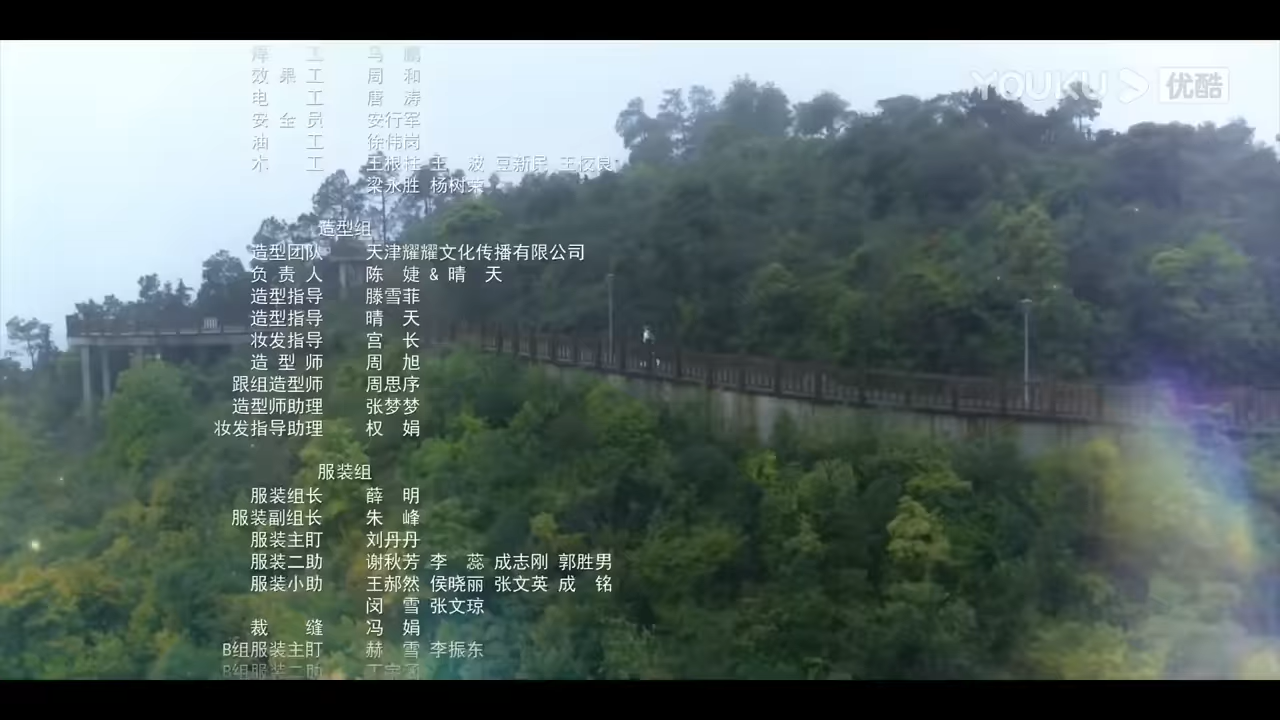 YOUKU 优酷
效果工 周 和
电 工 唐 涛
安全员 安行军
油 工 徐伟岗
木 工 王根柱 王 波 豆新民 王校良
梁永胜 杨树荣
造型组
造型团队 天津耀耀文化传播有限公司
负责人 陈 婕 & 晴 天
造型指导 滕雪菲
造型指导 晴 天
妆发指导 宫 长
造型师 周 旭
跟组造型师 周思序
造型师助理 张梦梦
妆发指导助理 权 娟
服装组
服装组长 薛 明
服装副组长 朱 峰
服装主盯 刘丹丹
服装二助 谢秋芳 李 蕊 成志刚 郭胜男
服装小助 王郝然 侯晓丽 张文英 成 铭
闵 雪 张文琼
裁 缝 冯 娟
B组服装主盯 赫 雪 李振东
B组服装二助